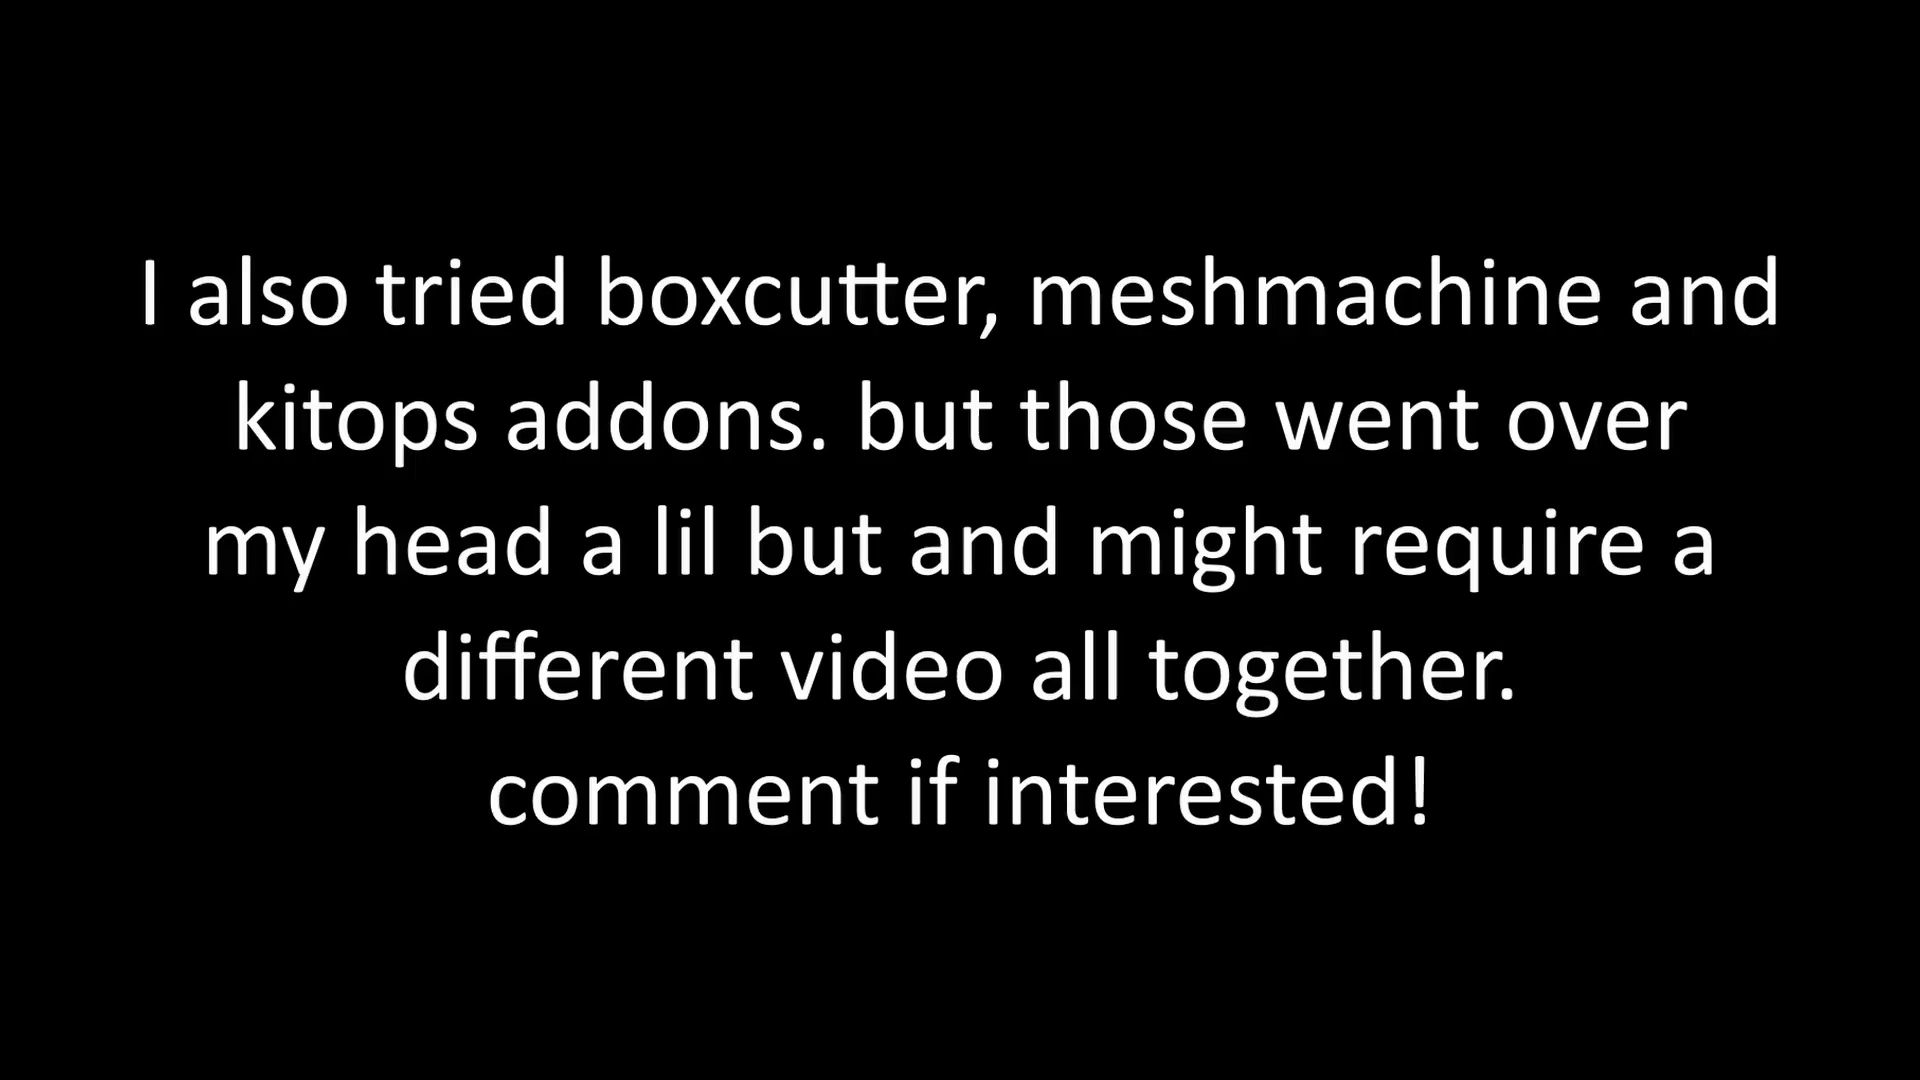 I also tried boxcutter, meshmachine and
kitops addons. but those went over
my head a lil but and might require a
different video all together.
comment if interested!